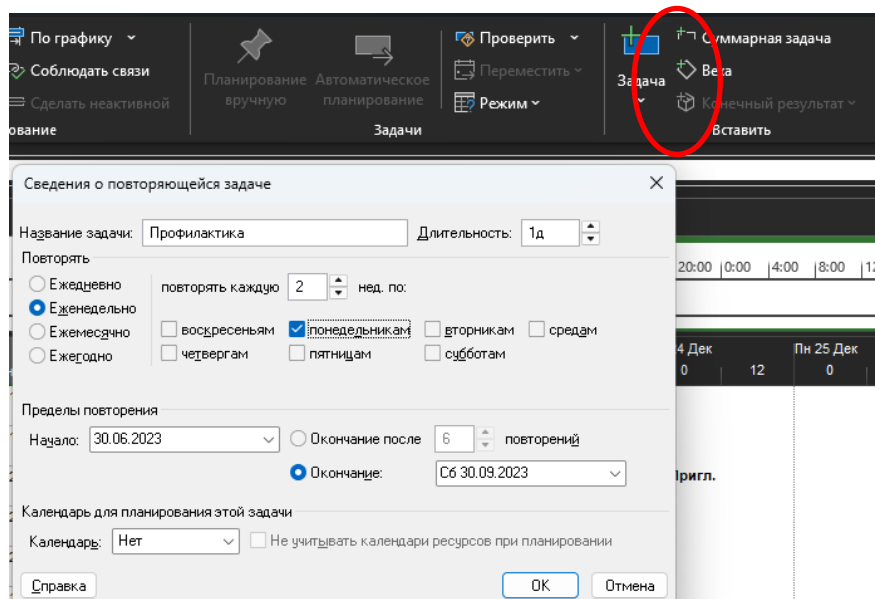 По графику
Соблюдать связи
Сделать неактивной
Планирование вручную
Автоматическое планирование
Проверить
Переместить
Режим
Задачи
Задача
Суммарная задача
Веха
Конечный результат
Вставить
Сведения о повторяющейся задаче
Название задачи: Профилактика Длительность: 1д
Повторять
Ежедневно
Еженедельно
Ежемесячно
Ежегодно
повторять каждую 2 нед. по:
воскресеньям понедельникам вторникам средам
четвергам пятницам субботам
Пределы повторения
Начало: 30.06.2023 Окончание после 6 повторений
Окончание: Сб 30.09.2023
Календарь для планирования этой задачи
Календарь: Нет Не учитывать календари ресурсов при планировании
Справка ОК Отмена
20:00 0:00 4:00 8:00
4 Дек Пн 25 Дек
0 12 0